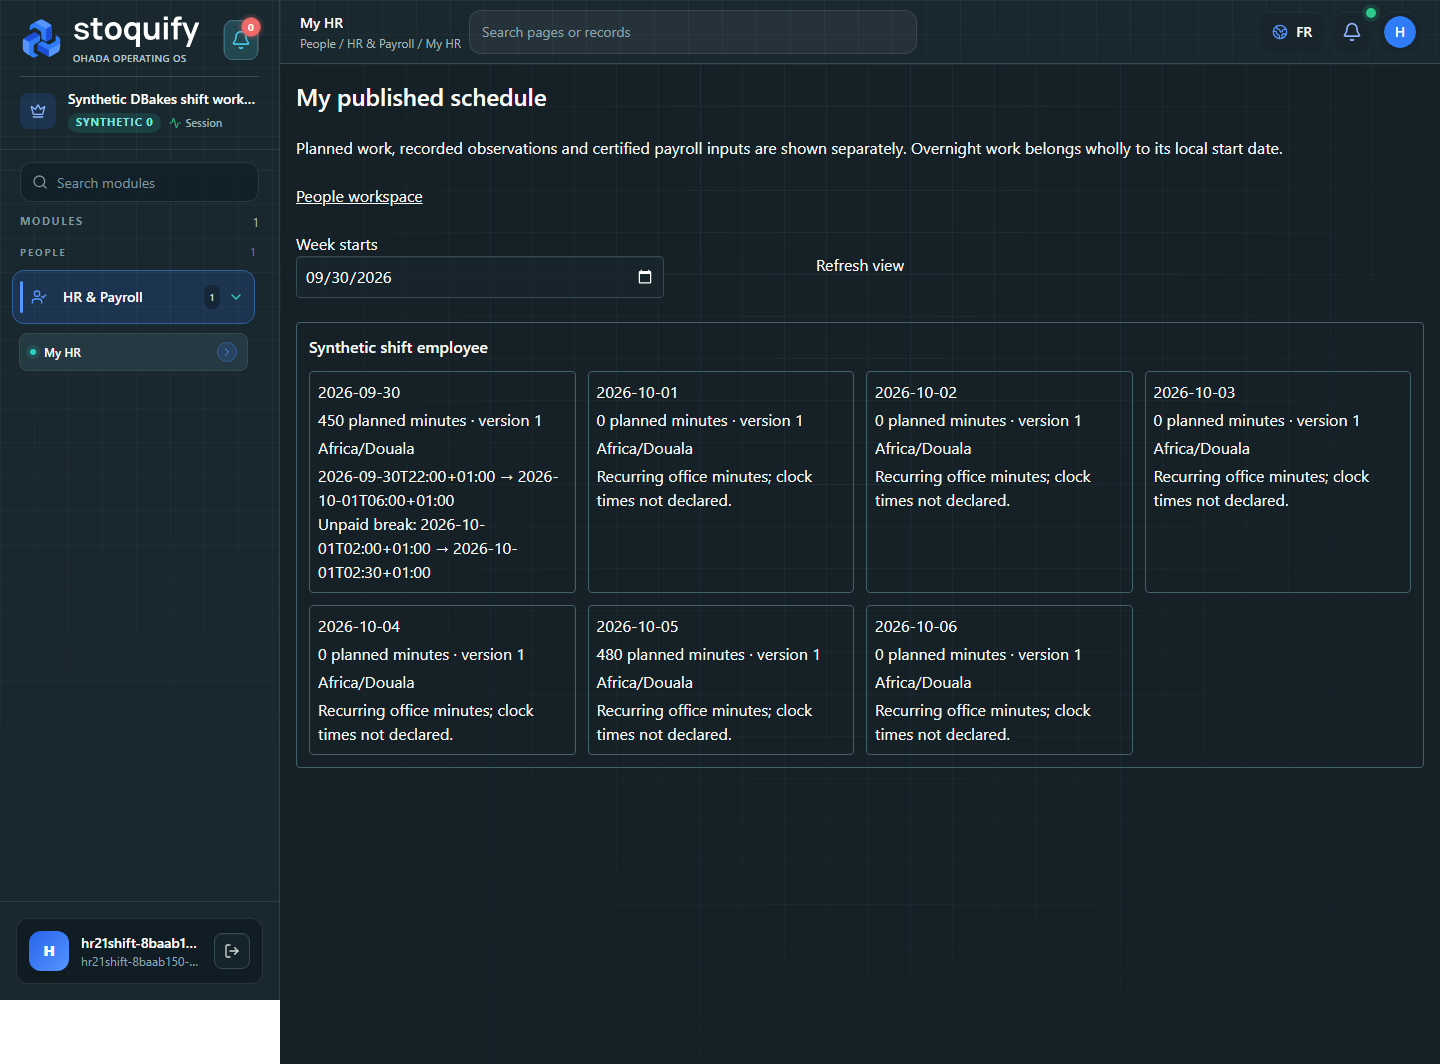 stoquify
OHADA OPERATING OS
0
Synthetic DBakes shift work...
SYNTHETIC 0
Session
Search modules
MODULES
1
PEOPLE
1
HR & Payroll
1
My HR
hr21shift-8baab1...
hr21shift-8baab150-...
H
My HR
People / HR & Payroll / My HR
Search pages or records
FR
H
My published schedule
Planned work, recorded observations and certified payroll inputs are shown separately. Overnight work belongs wholly to its local start date.
People workspace
Week starts
09/30/2026
Refresh view
Synthetic shift employee
2026-09-30
450 planned minutes · version 1
Africa/Douala
2026-09-30T22:00+01:00 → 2026-
10-01T06:00+01:00
Unpaid break: 2026-10-
01T02:00+01:00 → 2026-10-
01T02:30+01:00
2026-10-01
0 planned minutes · version 1
Africa/Douala
Recurring office minutes; clock
times not declared.
2026-10-02
0 planned minutes · version 1
Africa/Douala
Recurring office minutes; clock
times not declared.
2026-10-03
0 planned minutes · version 1
Africa/Douala
Recurring office minutes; clock
times not declared.
2026-10-04
0 planned minutes · version 1
Africa/Douala
Recurring office minutes; clock
times not declared.
2026-10-05
480 planned minutes · version 1
Africa/Douala
Recurring office minutes; clock
times not declared.
2026-10-06
0 planned minutes · version 1
Africa/Douala
Recurring office minutes; clock
times not declared.